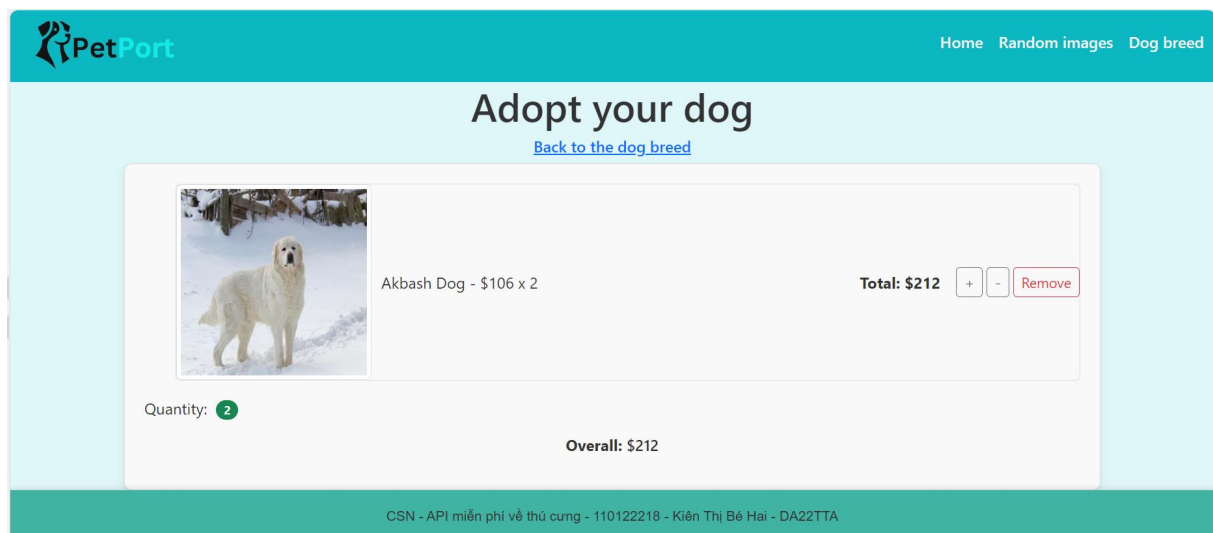 PetPort
Home Random images Dog breed
Adopt your dog
Back to the dog breed
Akbash Dog - $106 x 2
Total: $212 + - Remove
Quantity: 2
Overall: $212
CSN - API miễn phí về thú cưng - 110122218 - Kiên Thị Bé Hai - DA22TTA